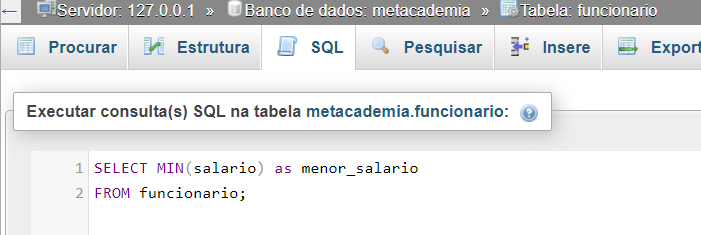 ← Servidor: 127.0.0.1 » Banco de dados: metacademia » Tabela: funcionario
Procurar Estrutura SQL Pesquisar Insere Export
Executar consulta(s) SQL na tabela metacademia.funcionario:
1 SELECT MIN(salario) as menor_salario
2 FROM funcionario;